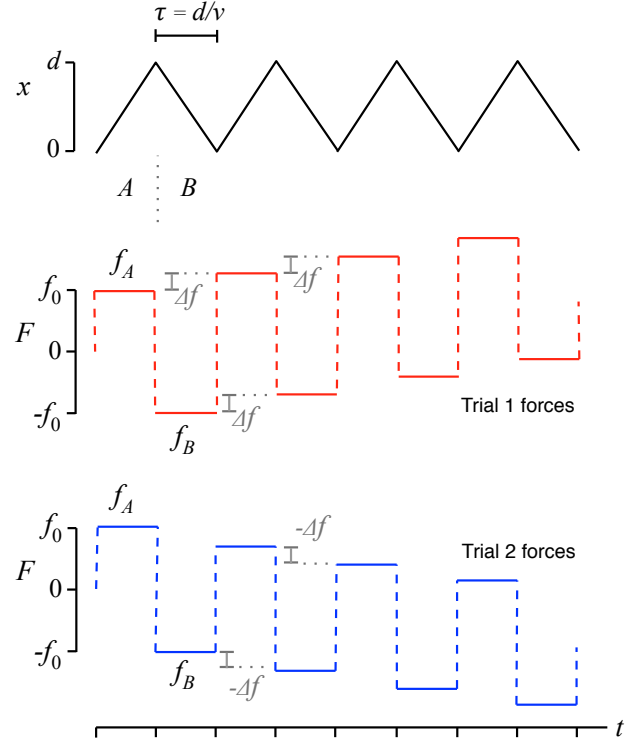 τ = d/v
d
x
0
A B
f_A
Δf Δf
f_0
F 0
Δf
-f_0
f_B
Trial 1 forces
f_A
-Δf
f_0
Trial 2 forces
F 0
-f_0
f_B
-Δf
t